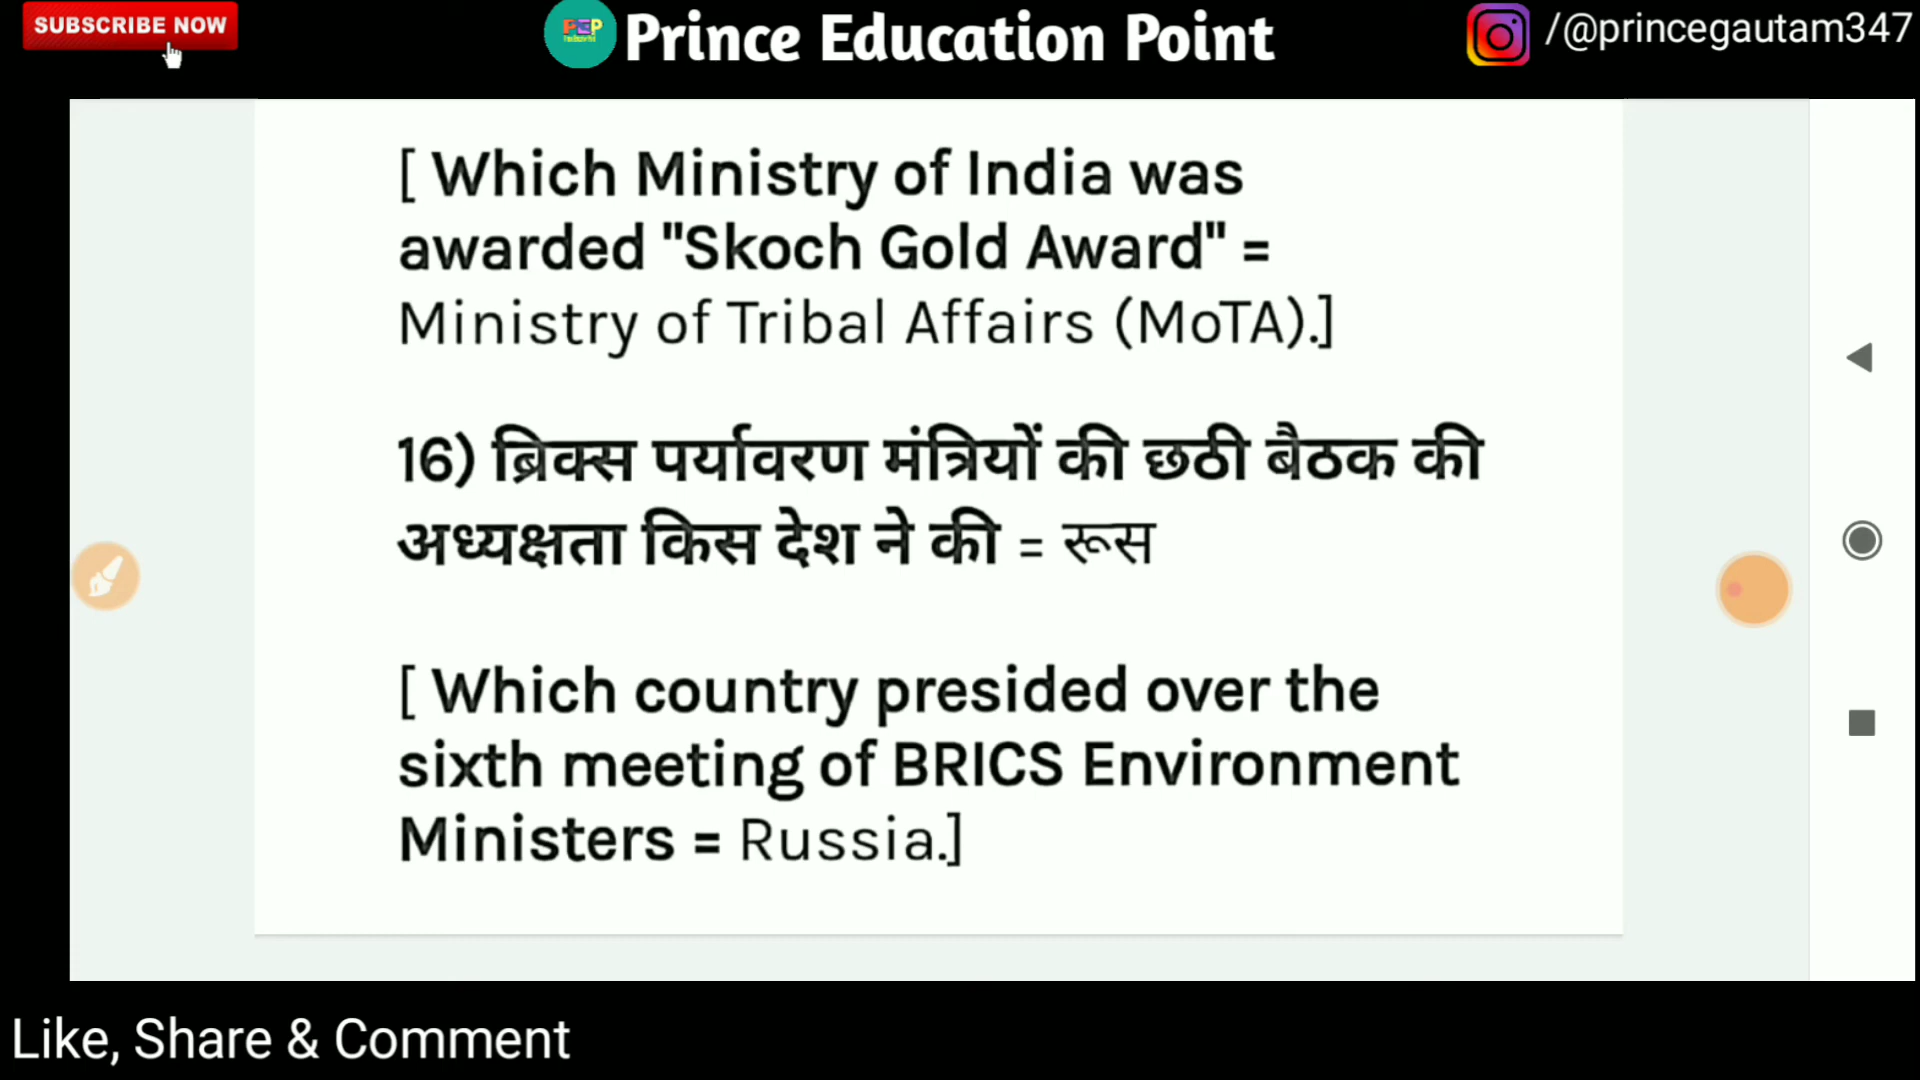 SUBSCRIBE NOW
PEP
Prince Education Point
/@princegautam347
[ Which Ministry of India was
awarded "Skoch Gold Award" =
Ministry of Tribal Affairs (MoTA).]
16) ब्रिक्स पर्यावरण मंत्रियों की छठी बैठक की
अध्यक्षता किस देश ने की = रूस
[ Which country presided over the
sixth meeting of BRICS Environment
Ministers = Russia.]
Like, Share & Comment